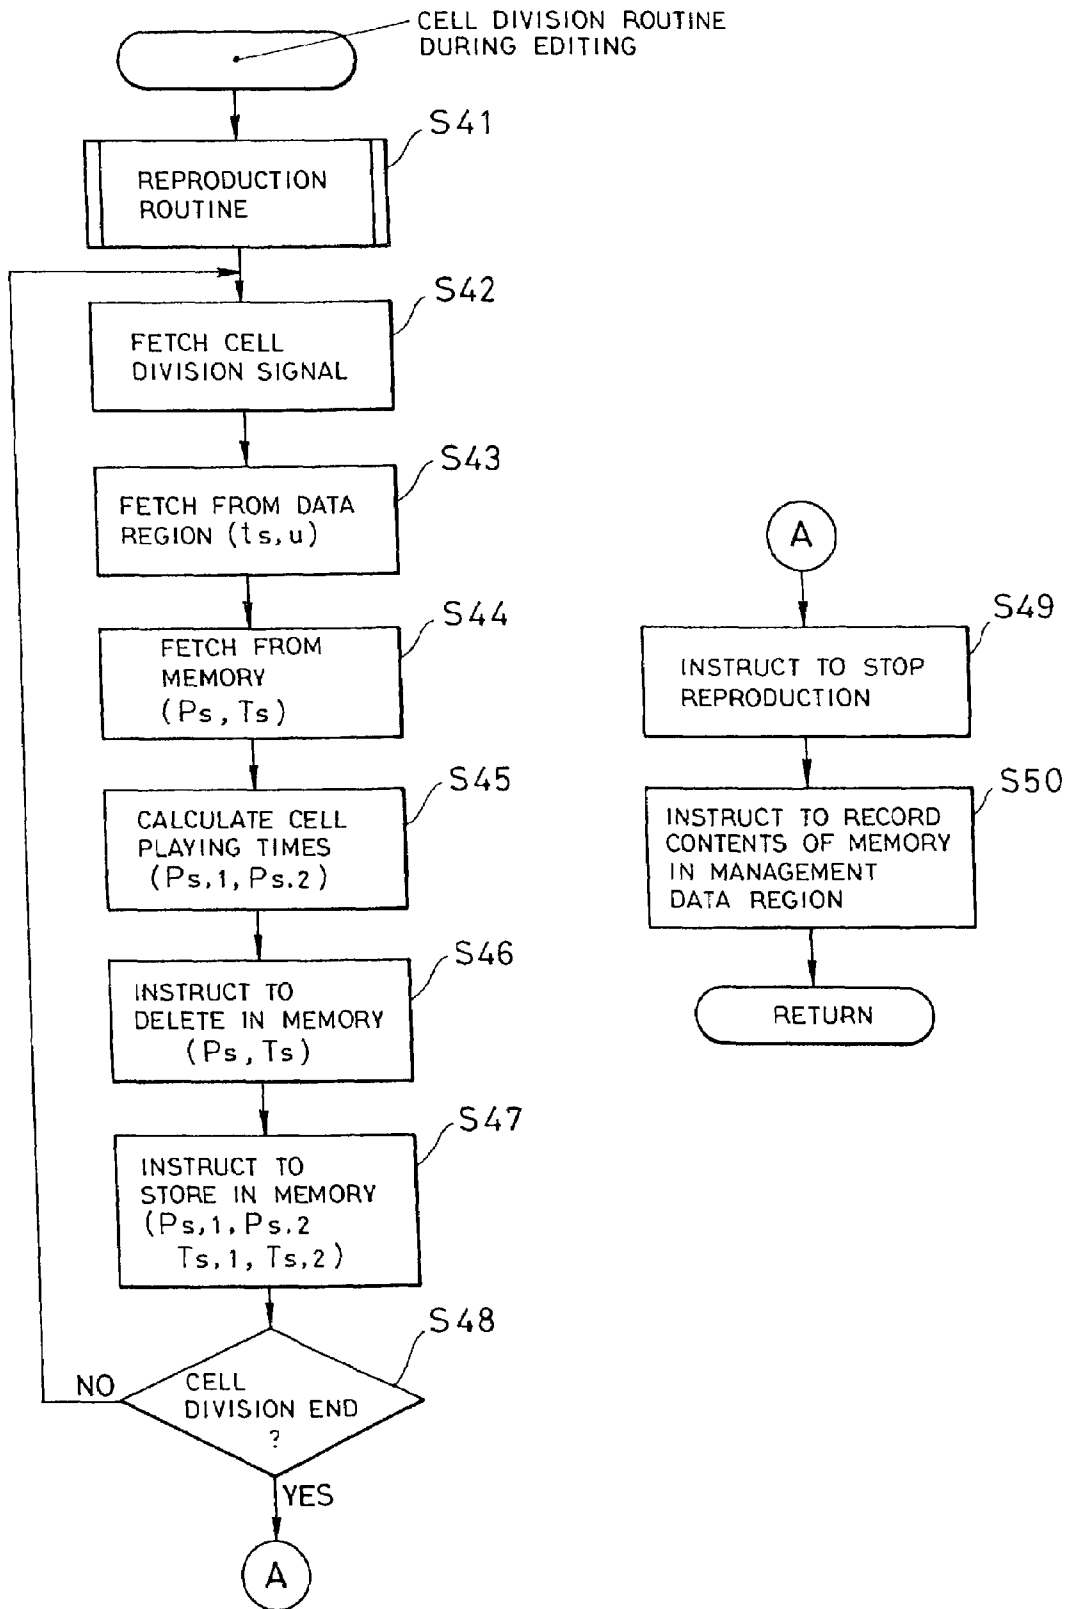 CELL DIVISION ROUTINE
DURING EDITING
S41
REPRODUCTION
ROUTINE
S42
FETCH CELL
DIVISION SIGNAL
S43
FETCH FROM DATA
REGION (ts,u)
S44
FETCH FROM
MEMORY
(Ps, Ts)
S45
CALCULATE CELL
PLAYING TIMES
(Ps,1, Ps.2)
S46
INSTRUCT TO
DELETE IN MEMORY
(Ps, Ts)
S47
INSTRUCT TO
STORE IN MEMORY
(Ps,1, Ps.2
Ts,1, Ts,2)
S48
NO
CELL
DIVISION END
?
YES
A
A
S49
INSTRUCT TO STOP
REPRODUCTION
S50
INSTRUCT TO RECORD
CONTENTS OF MEMORY
IN MANAGEMENT
DATA REGION
RETURN